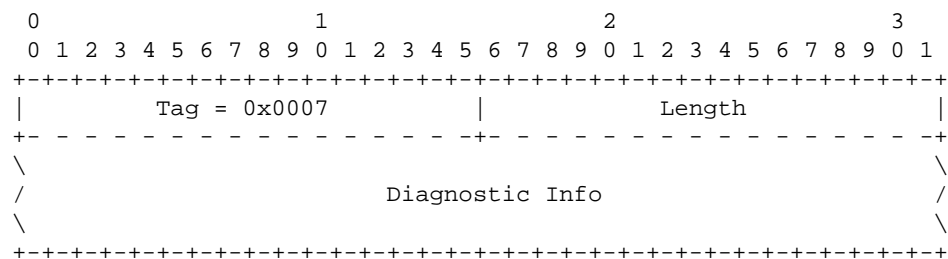 0                   1                   2                   3
 0 1 2 3 4 5 6 7 8 9 0 1 2 3 4 5 6 7 8 9 0 1 2 3 4 5 6 7 8 9 0 1
+-+-+-+-+-+-+-+-+-+-+-+-+-+-+-+-+-+-+-+-+-+-+-+-+-+-+-+-+-+-+-+-+
|         Tag = 0x0007          |            Length             |
+- - - - - - - - - - - - - - - -+- - - - - - - - - - - - - - - -+
\                                                               \
/                         Diagnostic Info                       /
\                                                               \
+-+-+-+-+-+-+-+-+-+-+-+-+-+-+-+-+-+-+-+-+-+-+-+-+-+-+-+-+-+-+-+-+